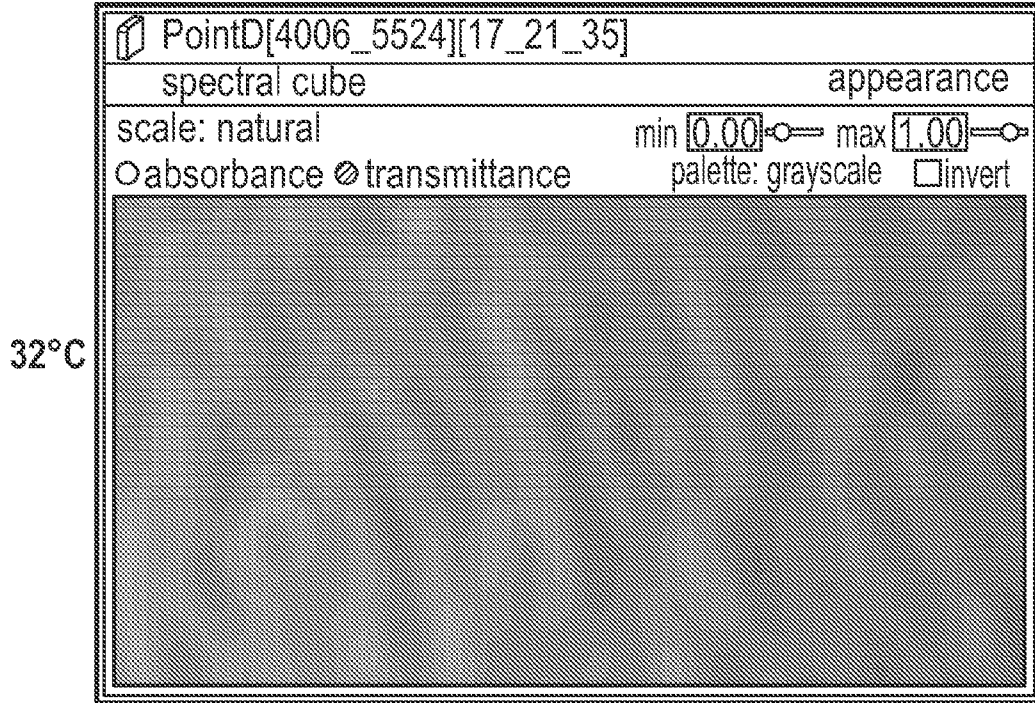 PointD[4006_5524][17_21_35]
spectral cube appearance
scale: natural min 0.00 max 1.00
absorbance transmittance palette: grayscale invert
32°C